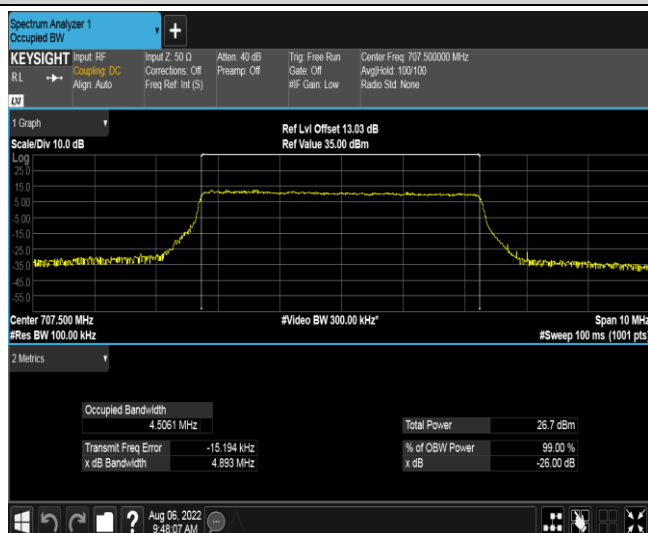 Spectrum Analyzer 1
Occupied BW
+
KEYSIGHT
RL
LXI
Input: RF
Coupling: DC
Align: Auto
Input Z: 50 Ω
Corrections: Off
Freq Ref: Int (S)
Atten: 40 dB
Preamp: Off
Trig: Free Run
Gate: Off
#IF Gain: Low
Center Freq: 707.500000 MHz
Avg|Hold: 100/100
Radio Std: None
1 Graph
Scale/Div 10.0 dB
Ref Lvl Offset 13.03 dB
Ref Value 35.00 dBm
Log
25.0
15.0
5.00
-5.00
-15.0
-25.0
-35.0
-45.0
-55.0
Center 707.500 MHz
#Res BW 100.00 kHz
#Video BW 300.00 kHz*
Span 10 MHz
#Sweep 100 ms (1001 pts)
2 Metrics
Occupied Bandwidth
4.5061 MHz
Transmit Freq Error -15.194 kHz
x dB Bandwidth 4.893 MHz
Total Power 26.7 dBm
% of OBW Power 99.00 %
x dB -26.00 dB
?
Aug 06, 2022
9:48:07 AM